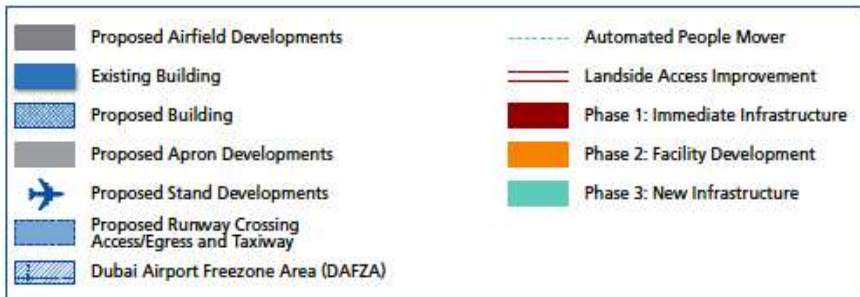 Proposed Airfield Developments
Existing Building
Proposed Building
Proposed Apron Developments
Proposed Stand Developments
Proposed Runway Crossing
Access/Egress and Taxiway
Dubai Airport Freezone Area (DAFZA)
Automated People Mover
Landside Access Improvement
Phase 1: Immediate Infrastructure
Phase 2: Facility Development
Phase 3: New Infrastructure